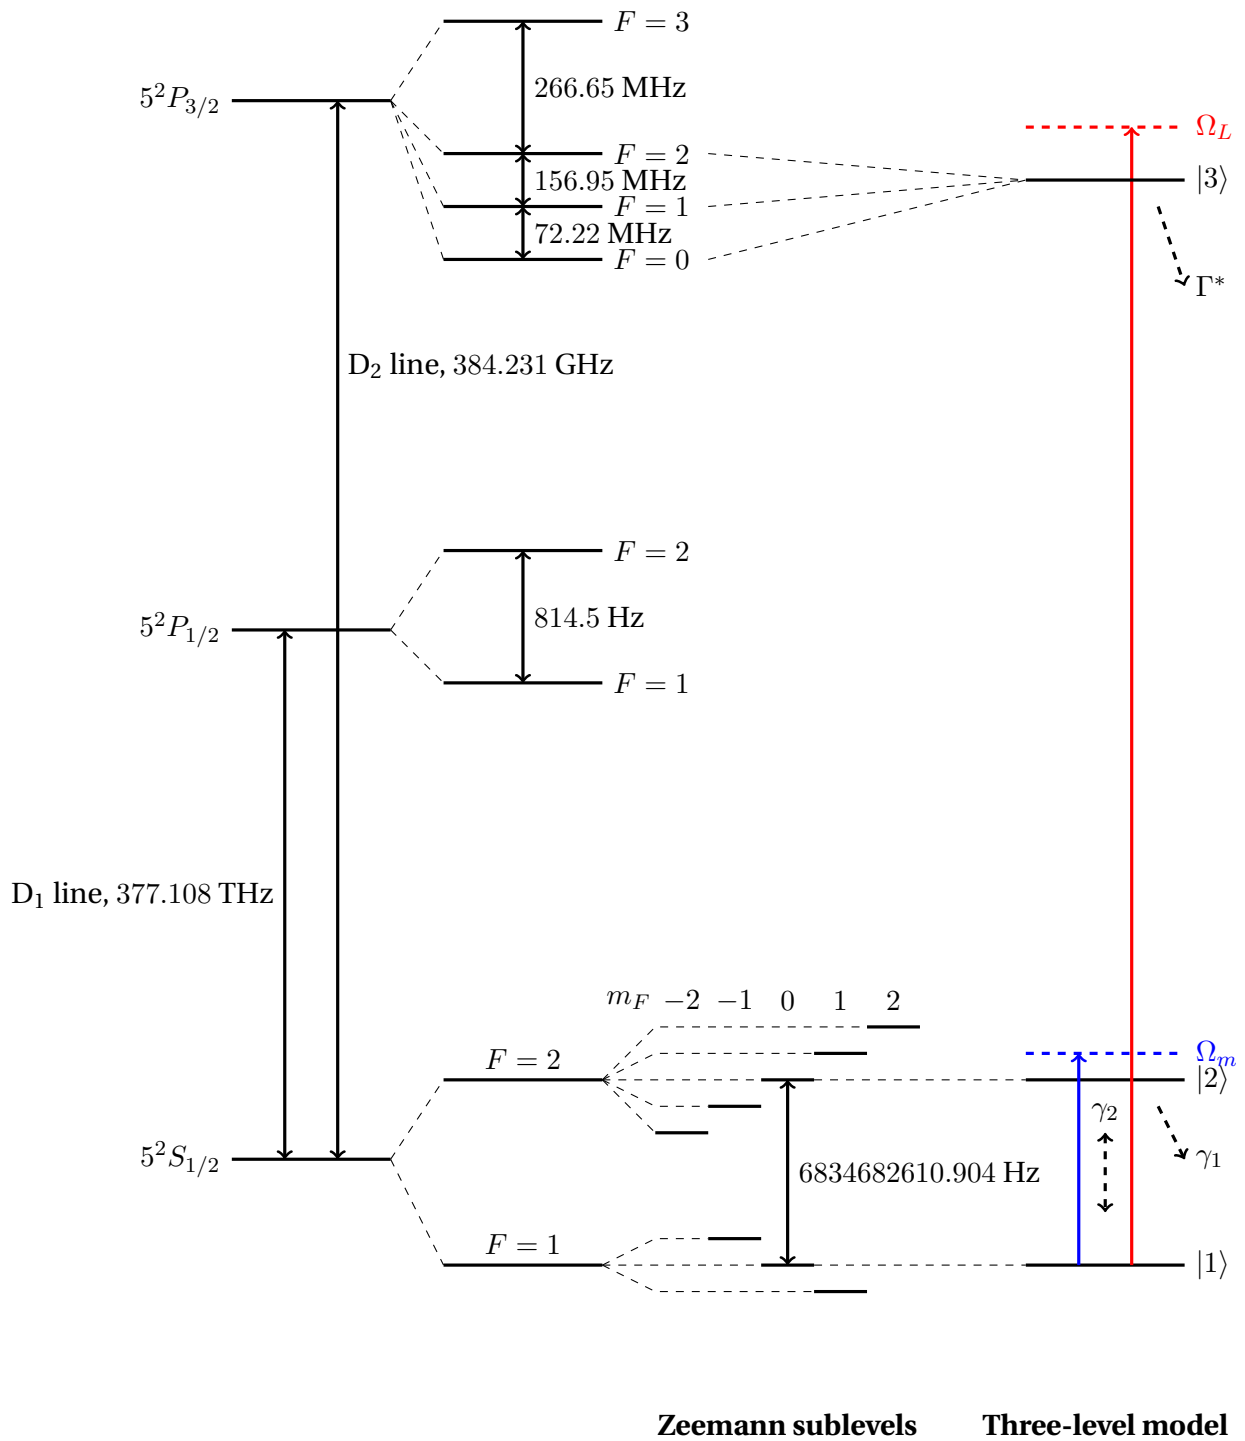 F = 3
266.65 MHz
5²P₃/₂
Ω_L
F = 2
156.95 MHz
|3⟩
F = 1
72.22 MHz
F = 0
Γ*
D₂ line, 384.231 GHz
F = 2
814.5 Hz
5²P₁/₂
F = 1
D₁ line, 377.108 THz
m_F −2 −1 0 1 2
F = 2
Ω_m
|2⟩
γ₂
5²S₁/₂
γ₁
6834682610.904 Hz
F = 1
|1⟩
Zeemann sublevels
Three-level model